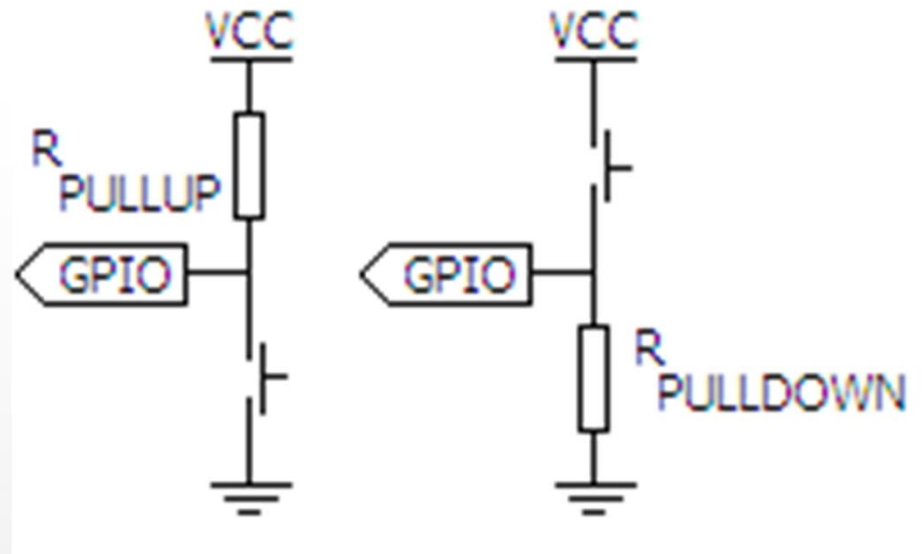 VCC
R
PULLUP
GPIO
VCC
GPIO
R
PULLDOWN